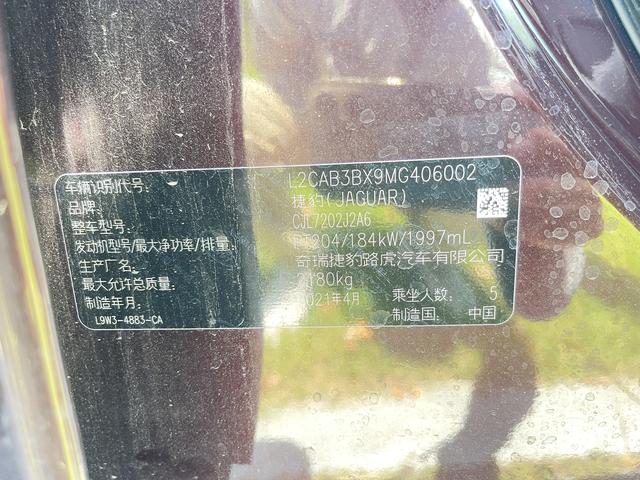 车辆识别代号: L2CAB3BX9MG406002
品牌: 捷豹(JAGUAR)
整车型号: CJL7202J2A6
发动机型号/最大净功率/排量: PT204/184kW/1997mL
生产厂名: 奇瑞捷豹路虎汽车有限公司
最大允许总质量: 180kg
制造年月: 2021年4月 乘坐人数: 5
制造国: 中国
L9W3-4883-CA